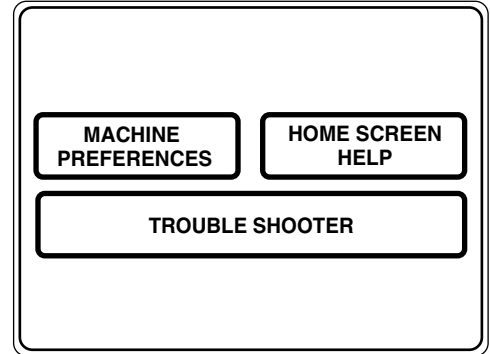 MACHINE
PREFERENCES
HOME SCREEN
HELP
TROUBLE SHOOTER